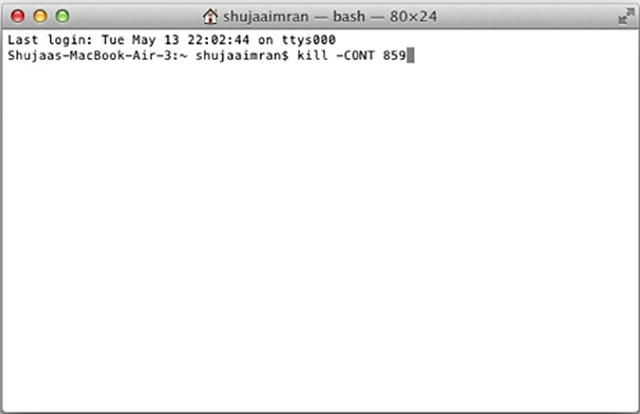 shujaaimran — bash — 80×24
Last login: Tue May 13 22:02:44 on ttys000
Shujaas-MacBook-Air-3:~ shujaaimran$ kill -CONT 859